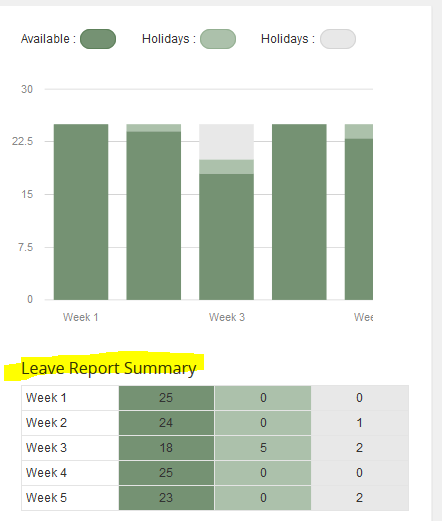 Available : Holidays : Holidays :
30
22.5
15
7.5
0
Week 1 Week 3 Wee
Leave Report Summary
Week 1 25 0 0
Week 2 24 0 1
Week 3 18 5 2
Week 4 25 0 0
Week 5 23 0 2